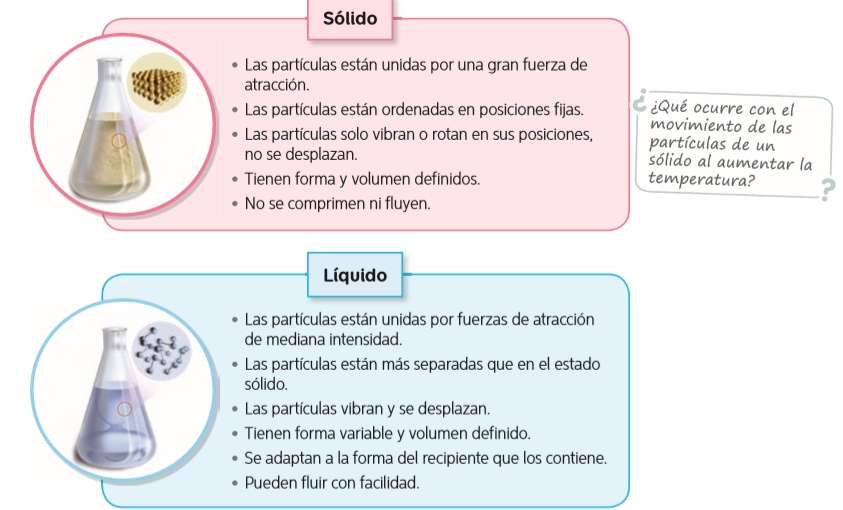 Sólido
• Las partículas están unidas por una gran fuerza de
atracción.
• Las partículas están ordenadas en posiciones fijas.
• Las partículas solo vibran o rotan en sus posiciones,
no se desplazan.
• Tienen forma y volumen definidos.
• No se comprimen ni fluyen.
¿ ¿Qué ocurre con el
movimiento de las
partículas de un
sólido al aumentar la
temperatura? ?
Líquido
• Las partículas están unidas por fuerzas de atracción
de mediana intensidad.
• Las partículas están más separadas que en el estado
sólido.
• Las partículas vibran y se desplazan.
• Tienen forma variable y volumen definido.
• Se adaptan a la forma del recipiente que los contiene.
• Pueden fluir con facilidad.